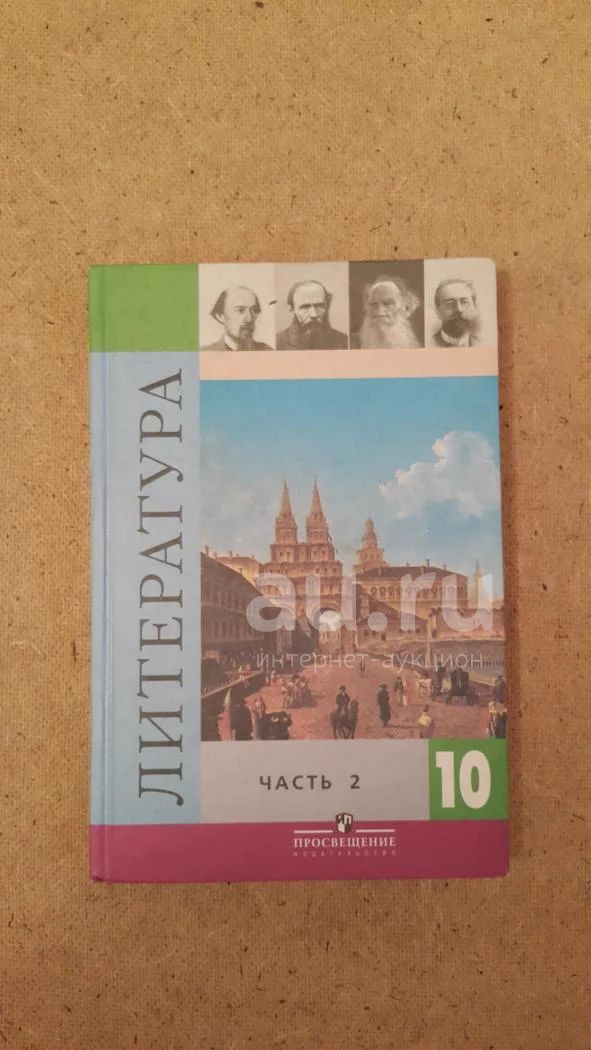 ЛИТЕРАТУРА
au.ru
интернет-аукцион
ЧАСТЬ 2
10
ПРОСВЕЩЕНИЕ
ИЗДАТЕЛЬСТВО